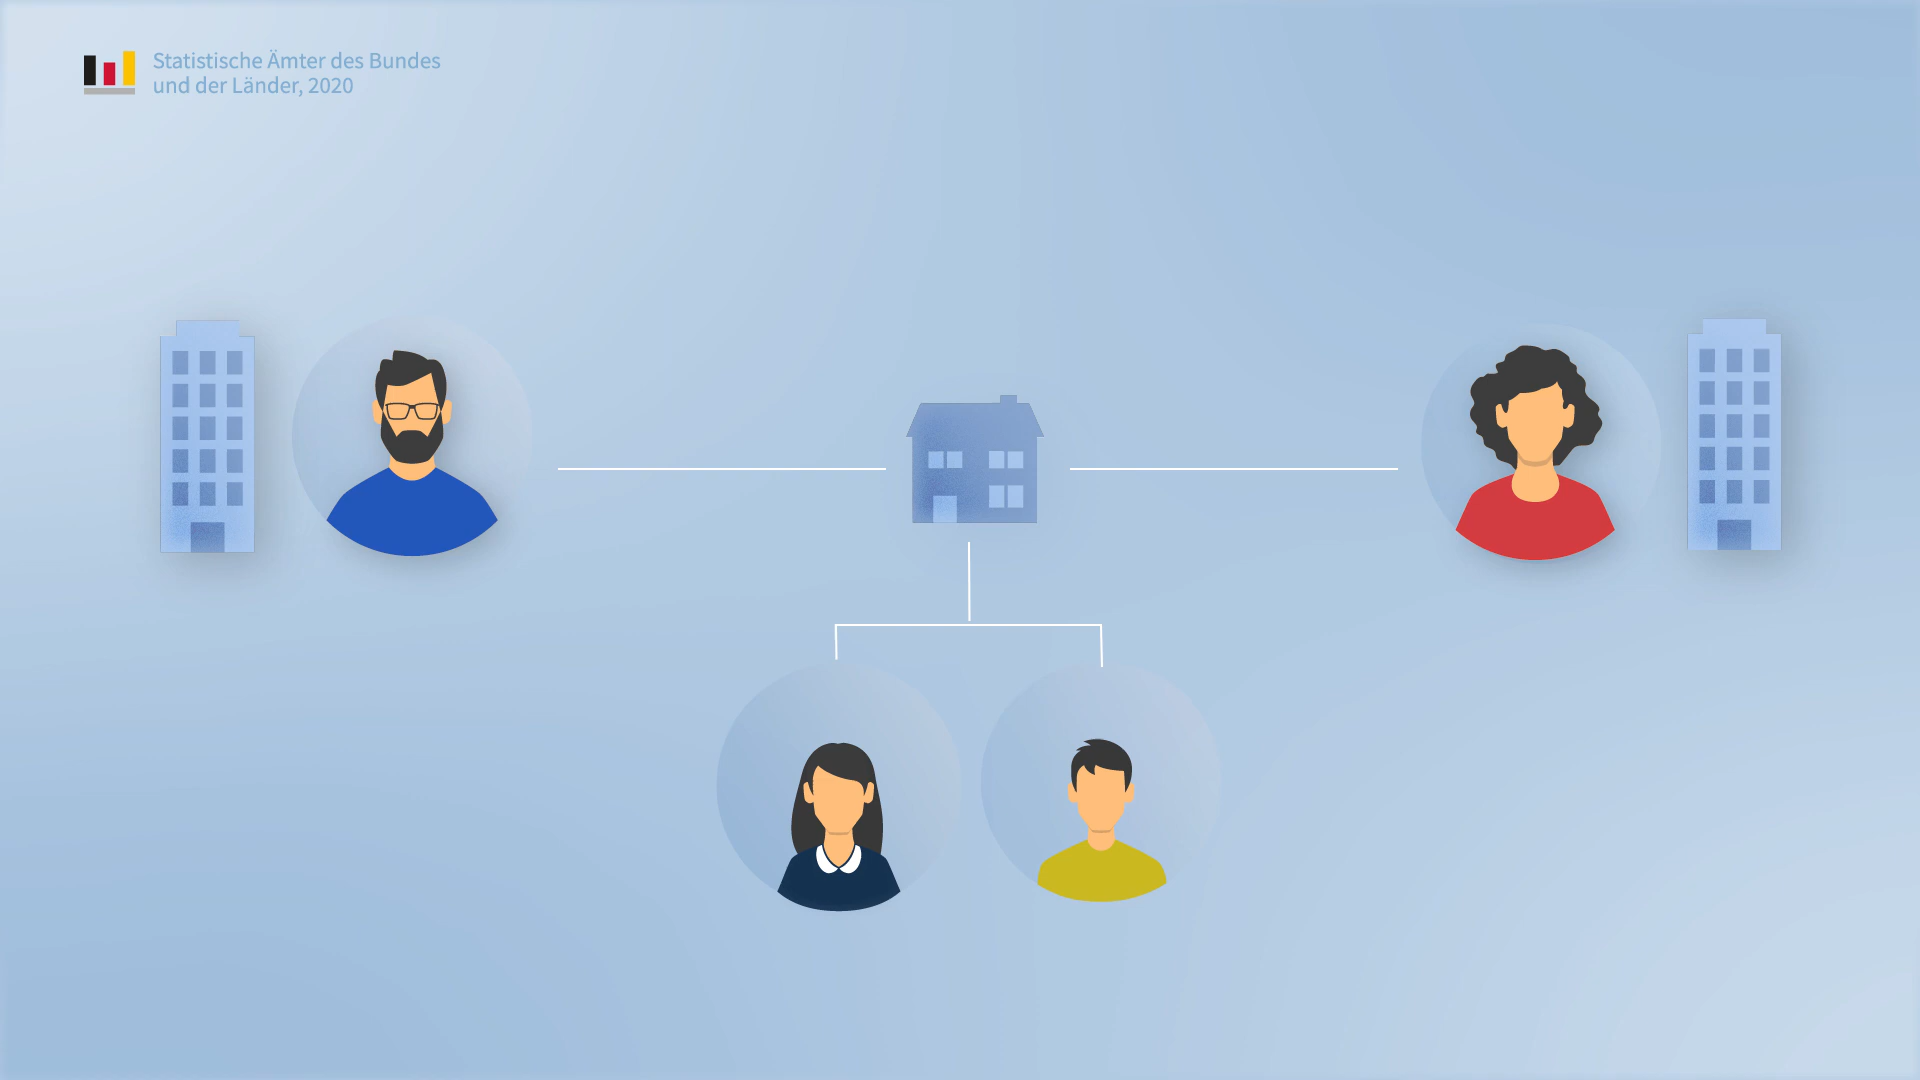 Statistische Ämter des Bundes
und der Länder, 2020